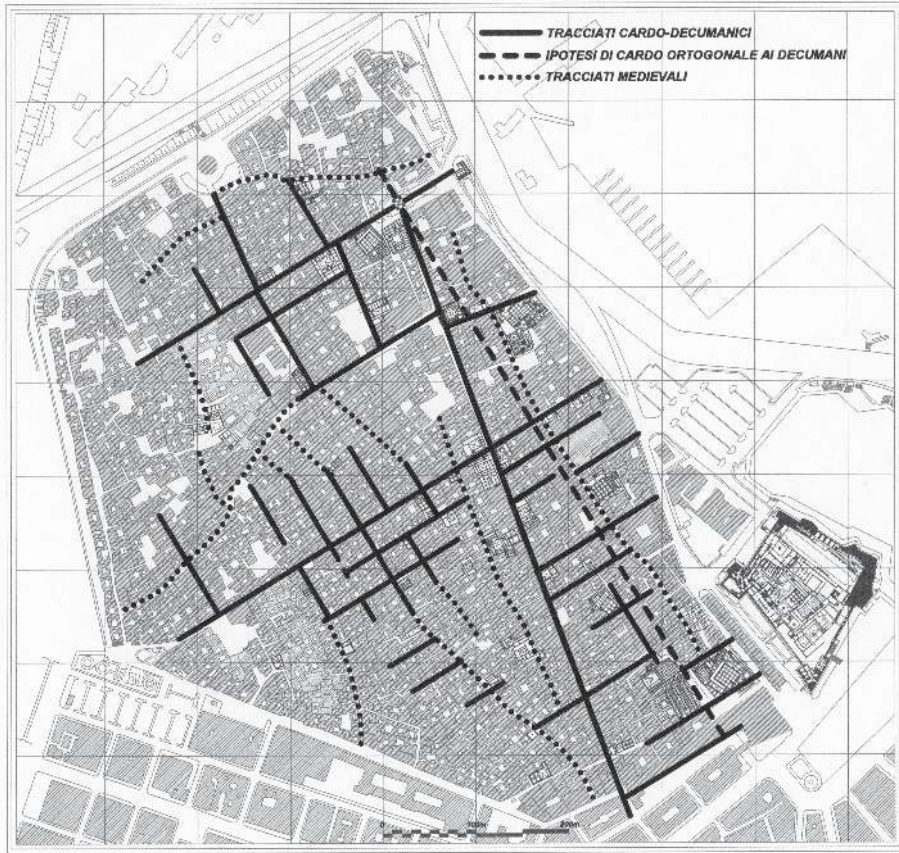 TRACCIATI CARDO-DECUMANICI
IPOTESI DI CARDO ORTOGONALE AI DECUMANI
TRACCIATI MEDIEVALI
0 100m 200m